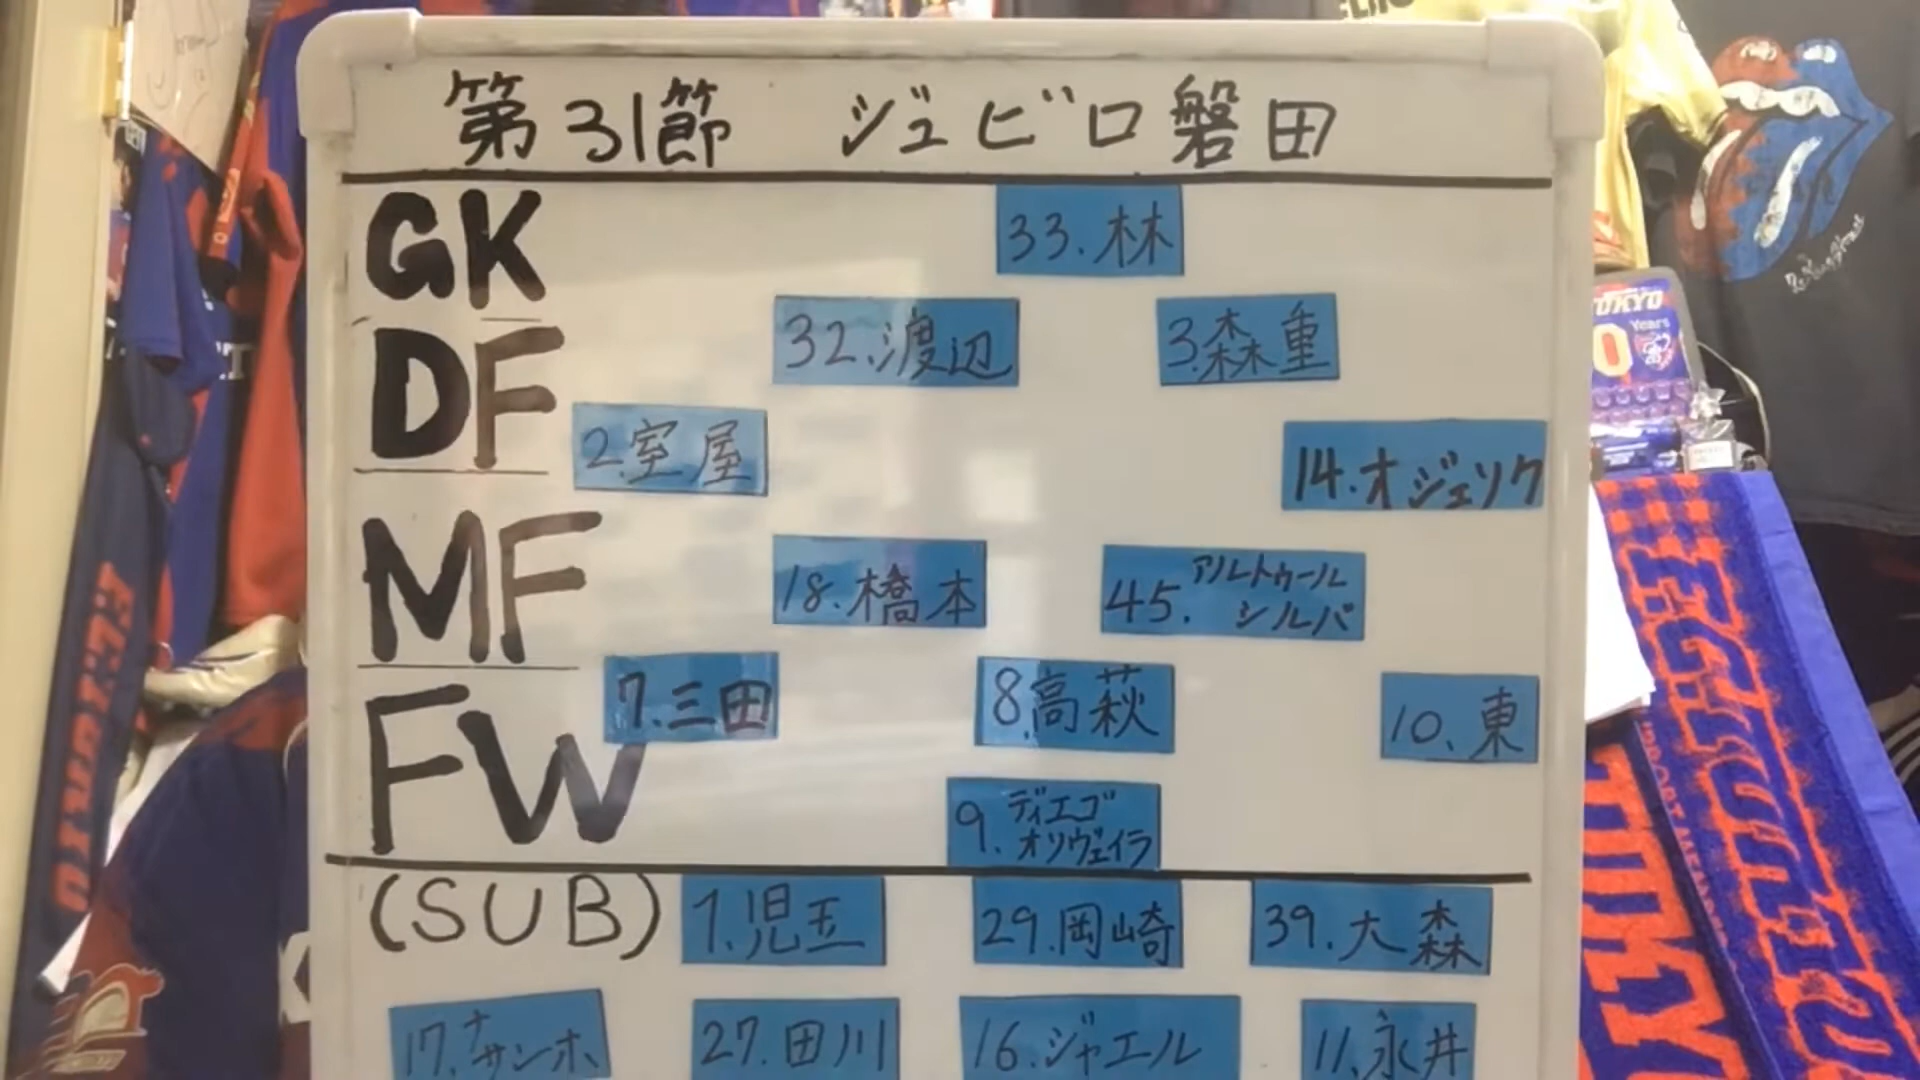 第31節 ジュビロ磐田
GK
33.林
DF
32.渡辺
3.森重
2.室屋
14.オジェソク
MF
18.橋本
45.アルトゥール
シルバ
FW
7.三田
8.高萩
10.東
9.ディエゴ
オリヴェイラ
(SUB)
1.児玉
29.岡崎
39.大森
17.ナ
サンホ
27.田川
16.ジャエル
11.永井
TOKYO
Years
F.C.TOKYO